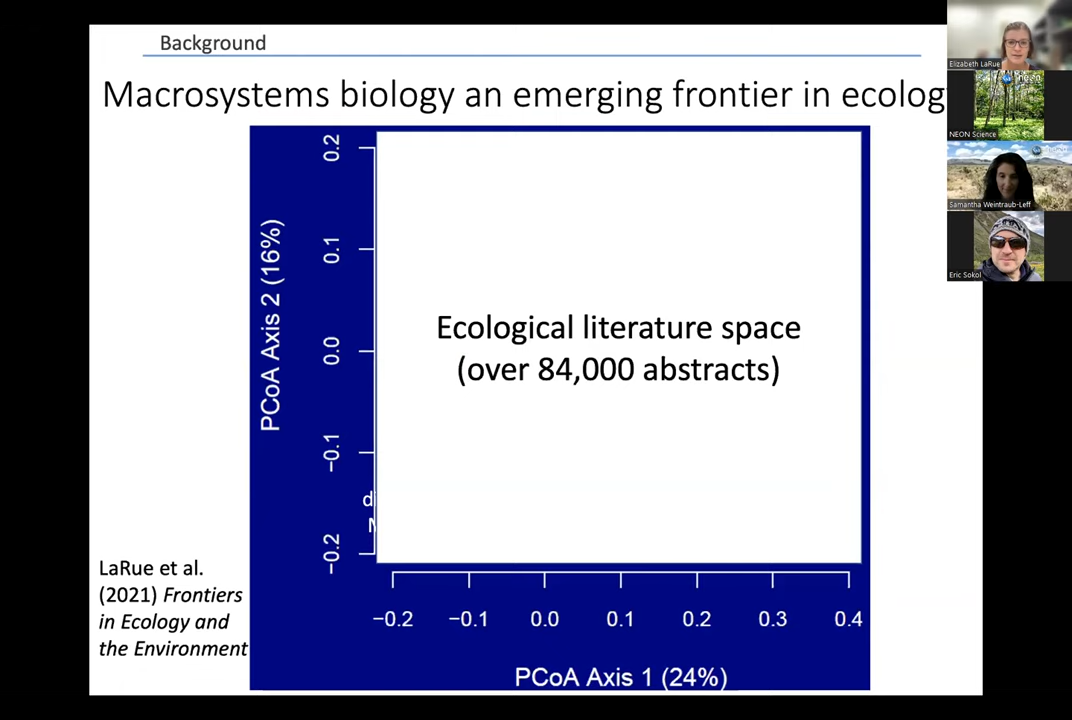 Background
Macrosystems biology an emerging frontier in ecology
0.2
0.1
0.0
−0.1
−0.2
PCoA Axis 2 (16%)
Ecological literature space
(over 84,000 abstracts)
−0.2 −0.1 0.0 0.1 0.2 0.3 0.4
PCoA Axis 1 (24%)
LaRue et al.
(2021) Frontiers
in Ecology and
the Environment
Elizabeth LaRue
NEON Science
Samantha Weintraub-Leff
Eric Sokol